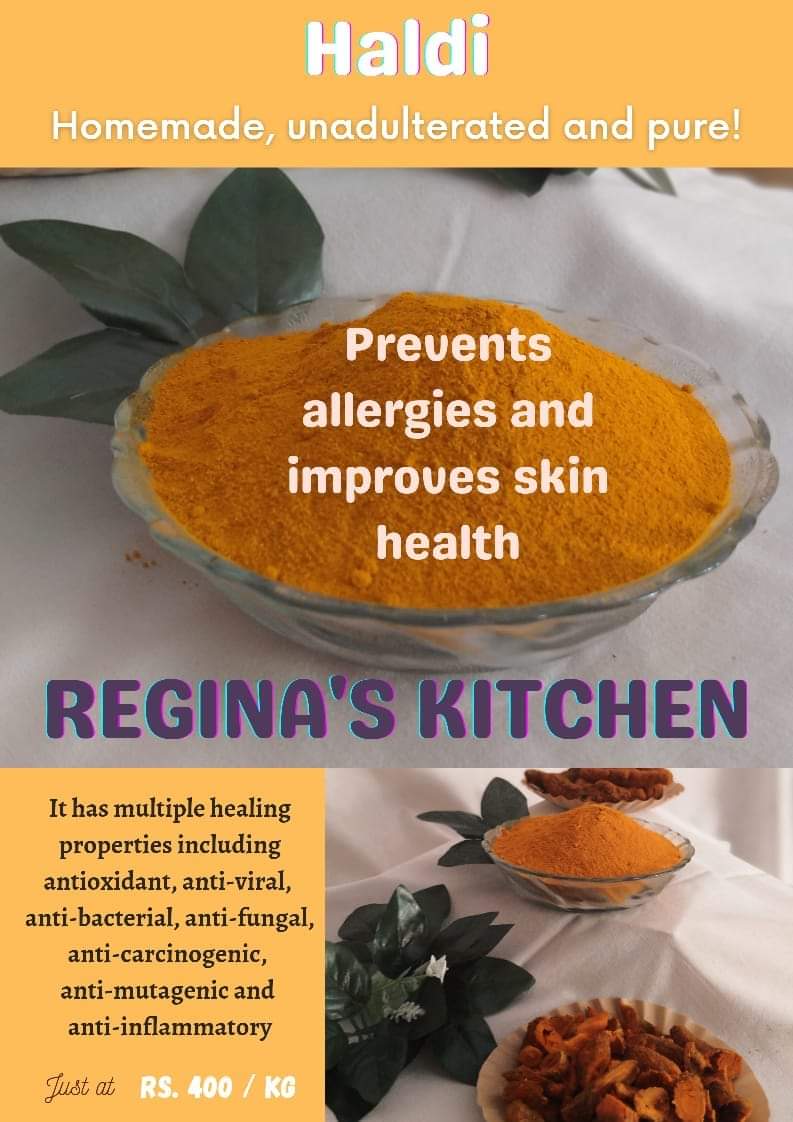 Haldi
Homemade, unadulterated and pure!
Prevents
allergies and
improves skin
health
REGINA'S KITCHEN
It has multiple healing
properties including
antioxidant, anti-viral,
anti-bacterial, anti-fungal,
anti-carcinogenic,
anti-mutagenic and
anti-inflammatory
Just at RS. 400 / KG